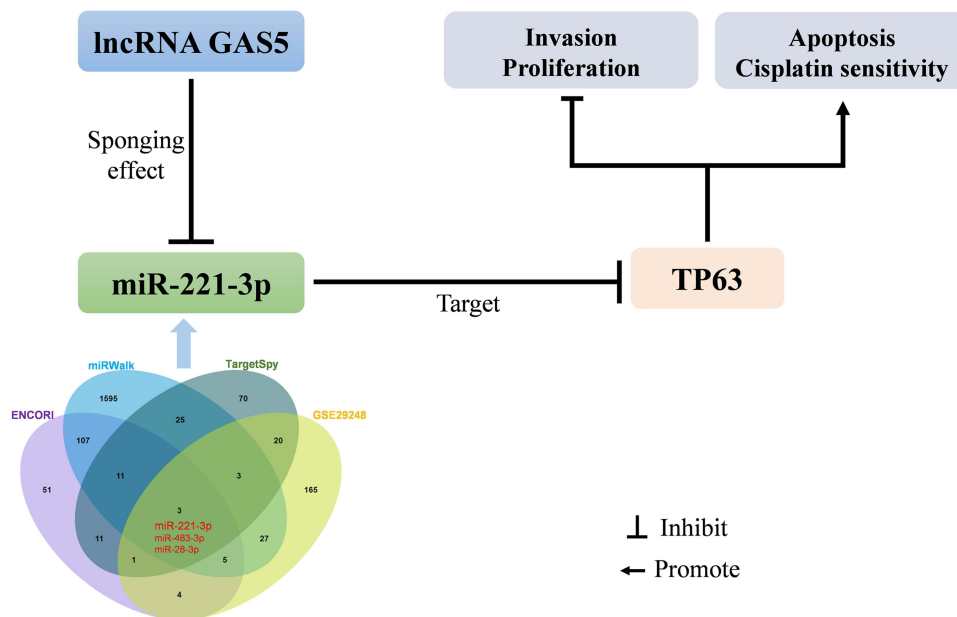 lncRNA GAS5
Invasion
Proliferation
Apoptosis
Cisplatin sensitivity
Sponging
effect
miR-221-3p
Target
TP63
miRWalk
TargetSpy
ENCORI
GSE29248
1595
70
25
107
20
11
3
51
165
3
miR-221-3p
miR-483-3p
miR-28-3p
11
27
1
5
4
Inhibit
Promote